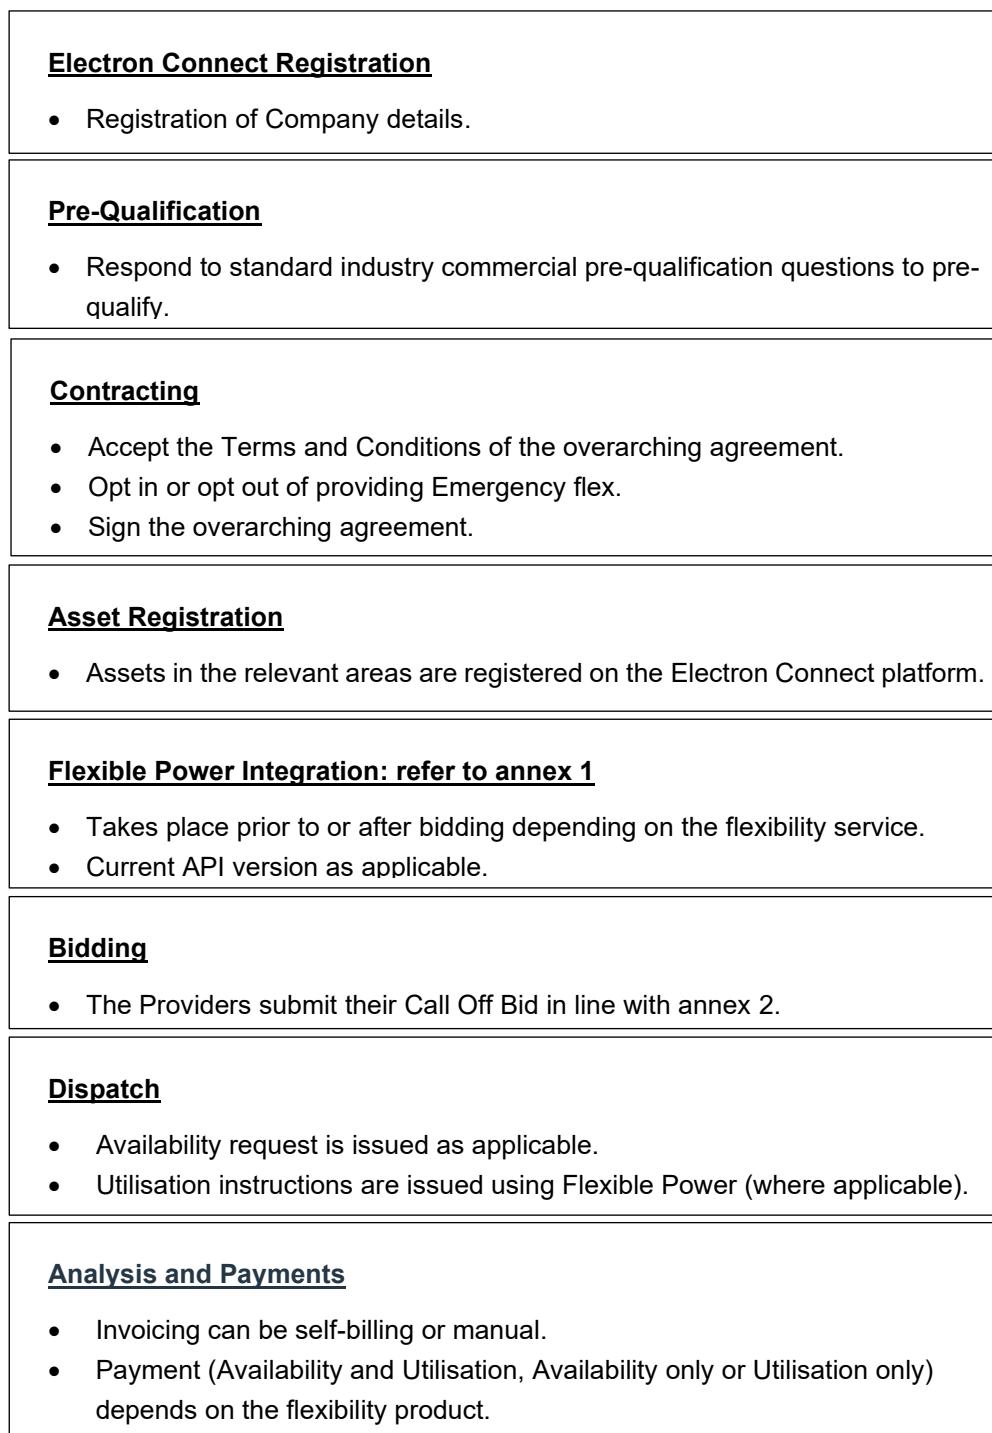 Electron Connect Registration
• Registration of Company details.
Pre-Qualification
• Respond to standard industry commercial pre-qualification questions to pre-
qualify.
Contracting
• Accept the Terms and Conditions of the overarching agreement.
• Opt in or opt out of providing Emergency flex.
• Sign the overarching agreement.
Asset Registration
• Assets in the relevant areas are registered on the Electron Connect platform.
Flexible Power Integration: refer to annex 1
• Takes place prior to or after bidding depending on the flexibility service.
• Current API version as applicable.
Bidding
• The Providers submit their Call Off Bid in line with annex 2.
Dispatch
• Availability request is issued as applicable.
• Utilisation instructions are issued using Flexible Power (where applicable).
Analysis and Payments
• Invoicing can be self-billing or manual.
• Payment (Availability and Utilisation, Availability only or Utilisation only)
depends on the flexibility product.